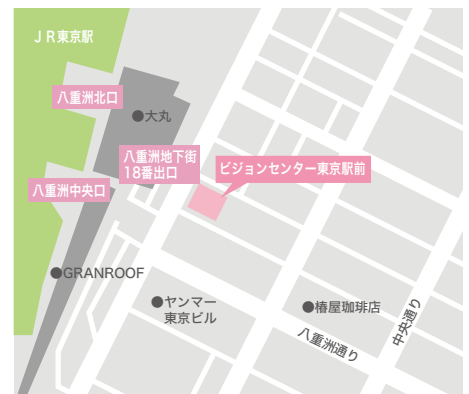 ＪＲ東京駅
八重洲北口
●大丸
八重洲地下街
18番出口
ビジョンセンター東京駅前
八重洲中央口
●GRANROOF
●ヤンマー
東京ビル
●椿屋珈琲店
八重洲通り
中央通り